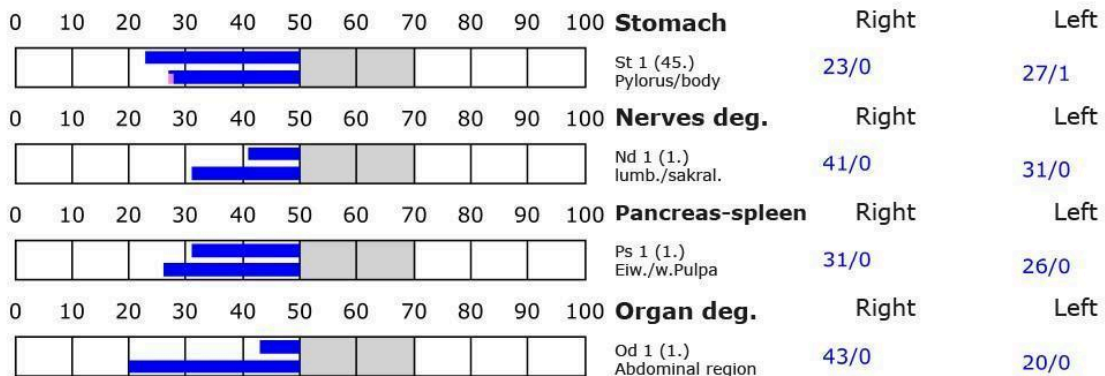 0 10 20 30 40 50 60 70 80 90 100 Stomach Right Left
St 1 (45.) 23/0 27/1
Pylorus/body
0 10 20 30 40 50 60 70 80 90 100 Nerves deg. Right Left
Nd 1 (1.) 41/0 31/0
lumb./sakral.
0 10 20 30 40 50 60 70 80 90 100 Pancreas-spleen Right Left
Ps 1 (1.) 31/0 26/0
Eiw./w.Pulpa
0 10 20 30 40 50 60 70 80 90 100 Organ deg. Right Left
Od 1 (1.) 43/0 20/0
Abdominal region